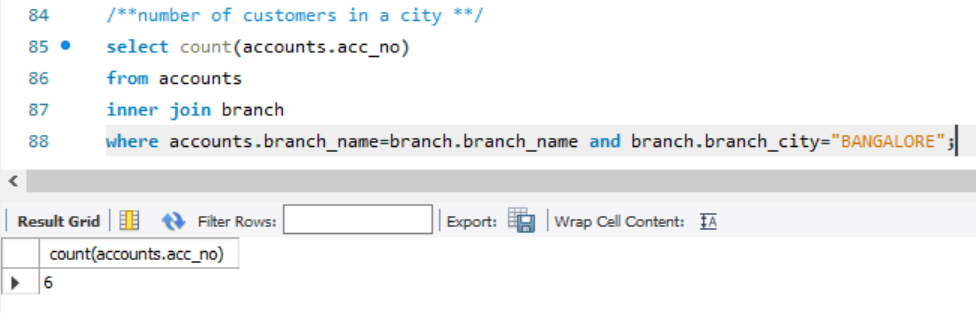 84 /**number of customers in a city **/
85 select count(accounts.acc_no)
86 from accounts
87 inner join branch
88 where accounts.branch_name=branch.branch_name and branch.branch_city="BANGALORE";
Result Grid Filter Rows: Export: Wrap Cell Content:
count(accounts.acc_no)
6